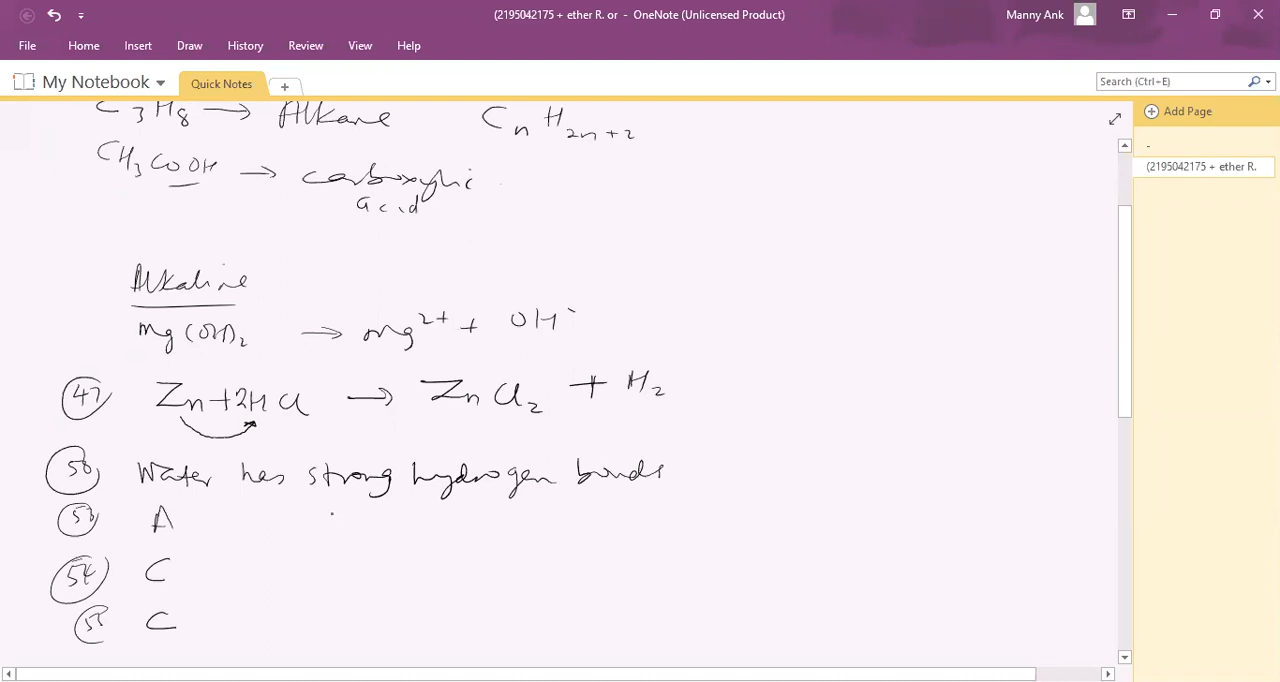 (2195042175 + ether R. or - OneNote (Unlicensed Product)
Manny Ank
File Home Insert Draw History Review View Help
My Notebook Quick Notes
Search (Ctrl+E)
Add Page
-
(2195042175 + ether R.
C3H8 → Alkane CnH2n+2
CH3COOH → carboxylic
acid
Alkaline
Mg(OH)2 → Mg2+ + OH-
47 Zn+2HCl → ZnCl2 + H2
50 Water has strong hydrogen bonds
53 A
54 C
55 C